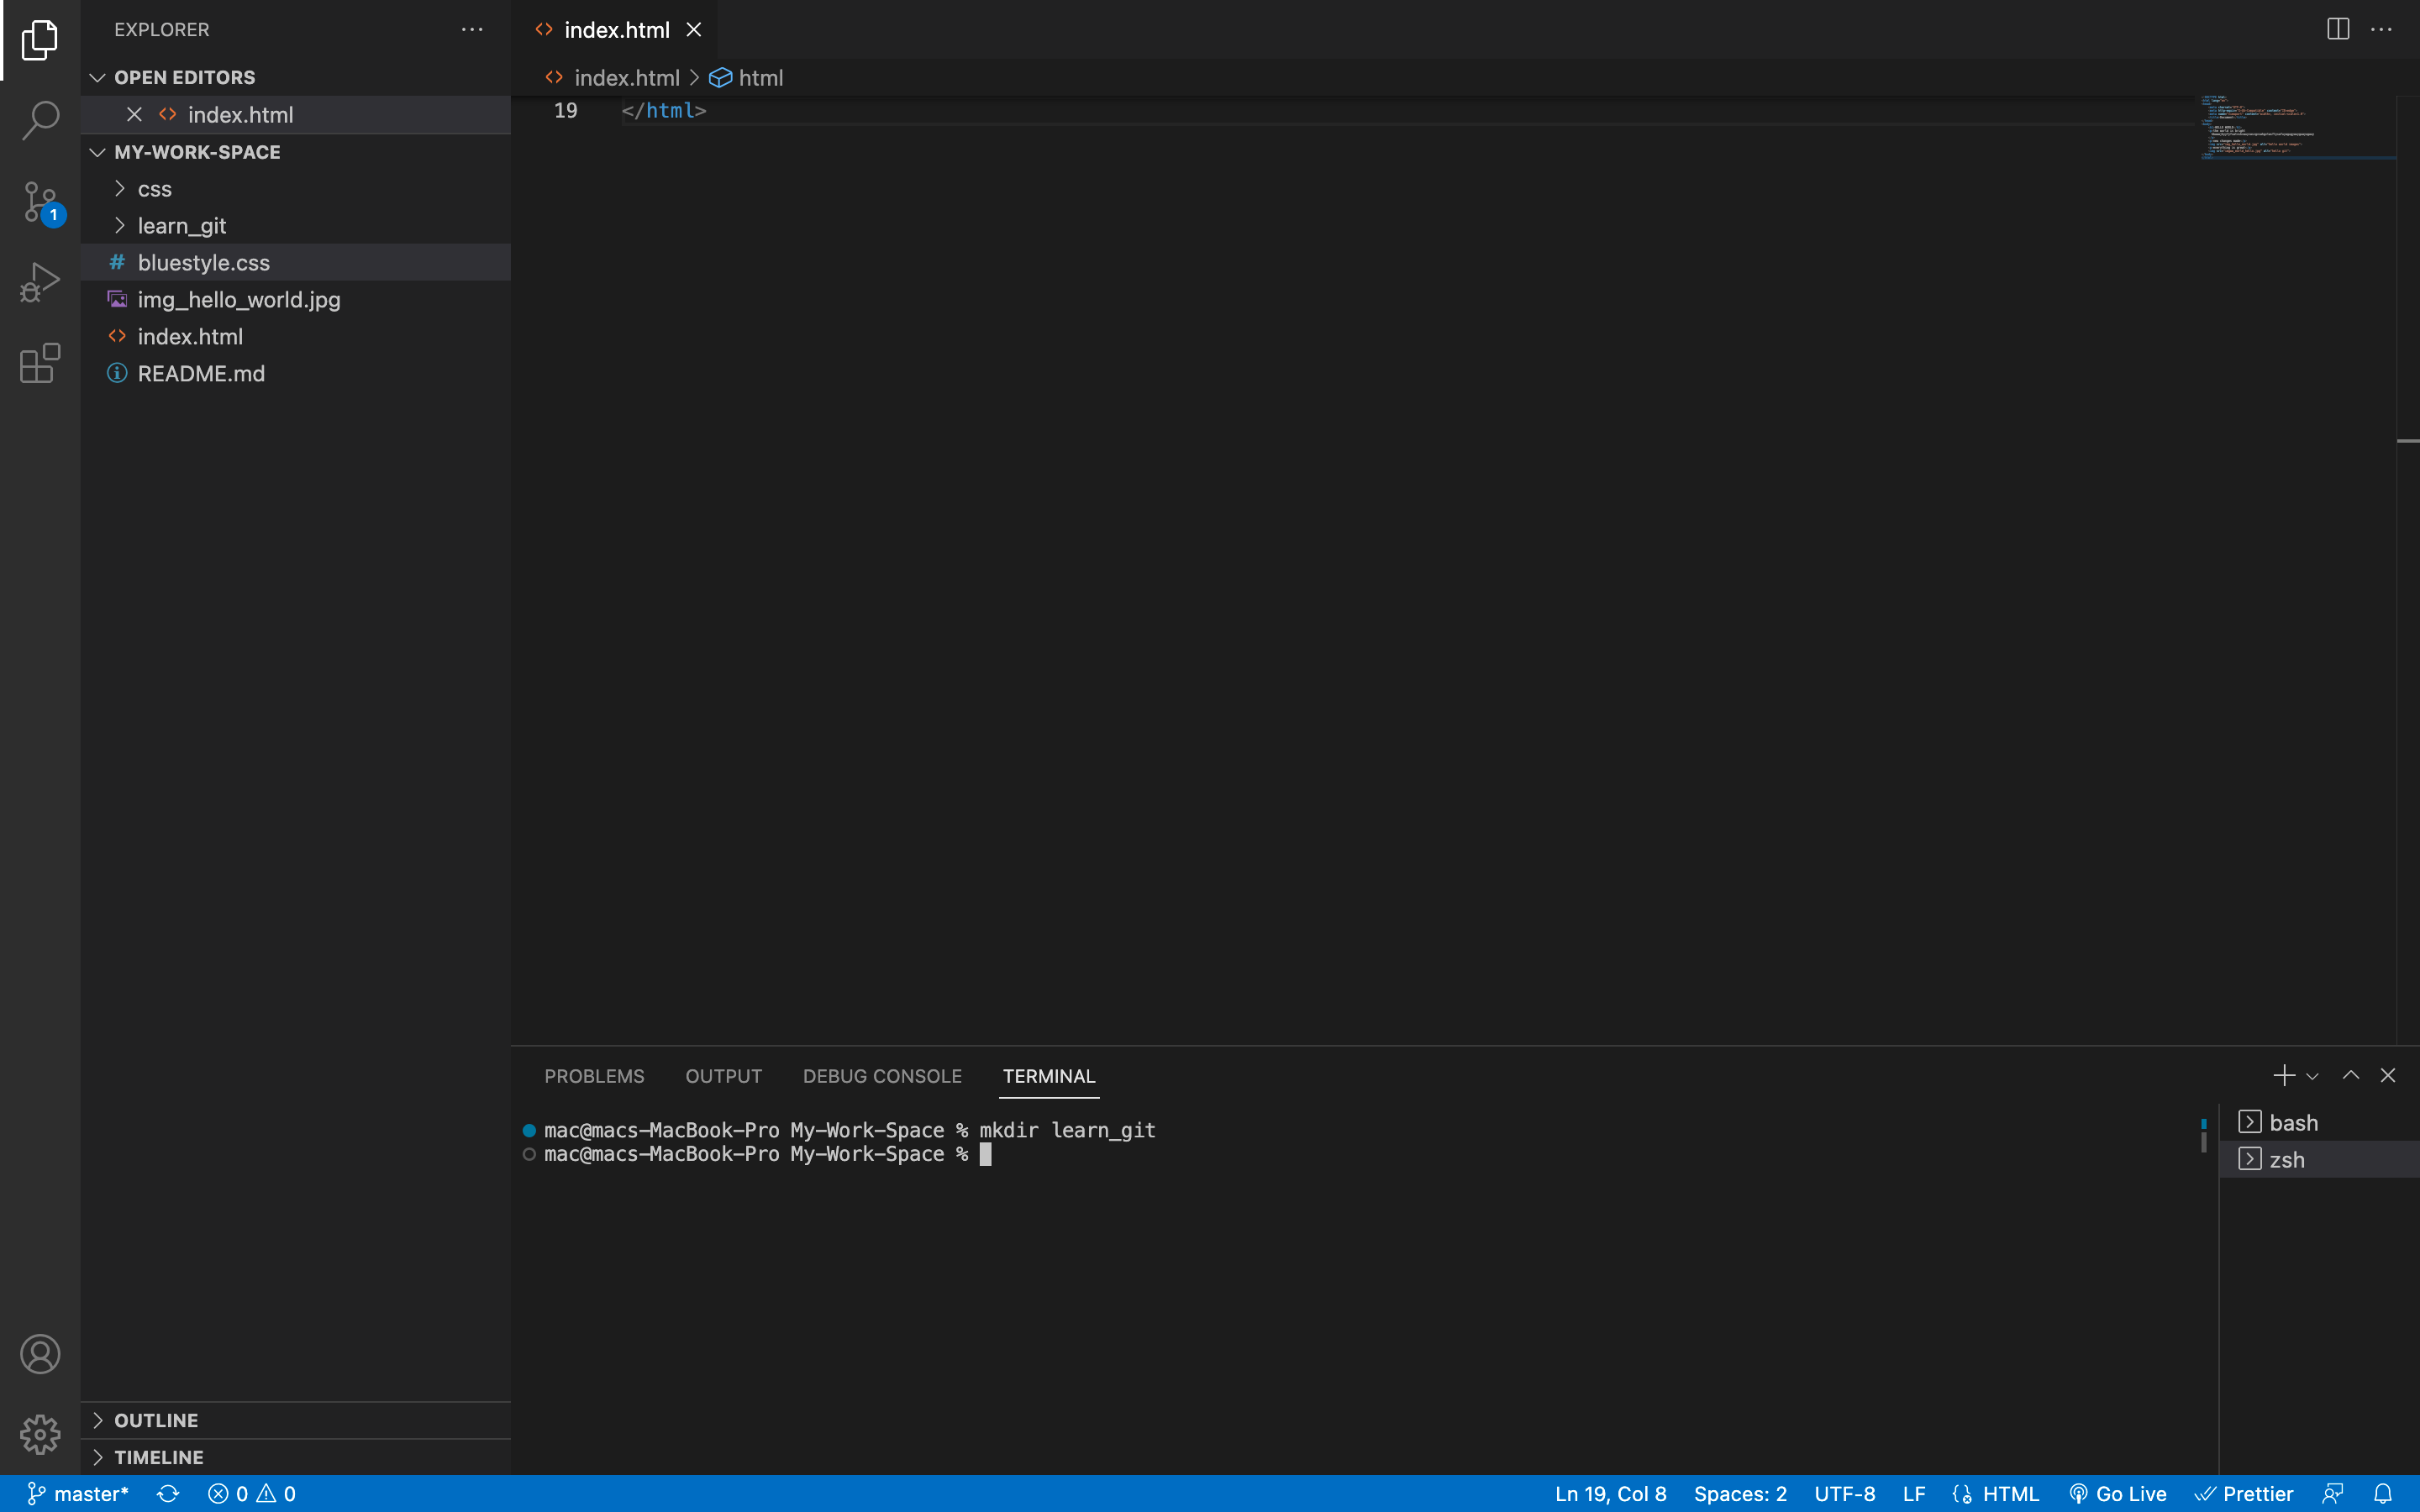 EXPLORER
OPEN EDITORS
index.html
MY-WORK-SPACE
css
learn_git
bluestyle.css
img_hello_world.jpg
index.html
README.md
OUTLINE
TIMELINE
index.html
index.html > html
19 </html>
PROBLEMS OUTPUT DEBUG CONSOLE TERMINAL
mac@macs-MacBook-Pro My-Work-Space % mkdir learn_git
mac@macs-MacBook-Pro My-Work-Space %
bash
zsh
1
master* 0 0 Ln 19, Col 8 Spaces: 2 UTF-8 LF HTML Go Live Prettier